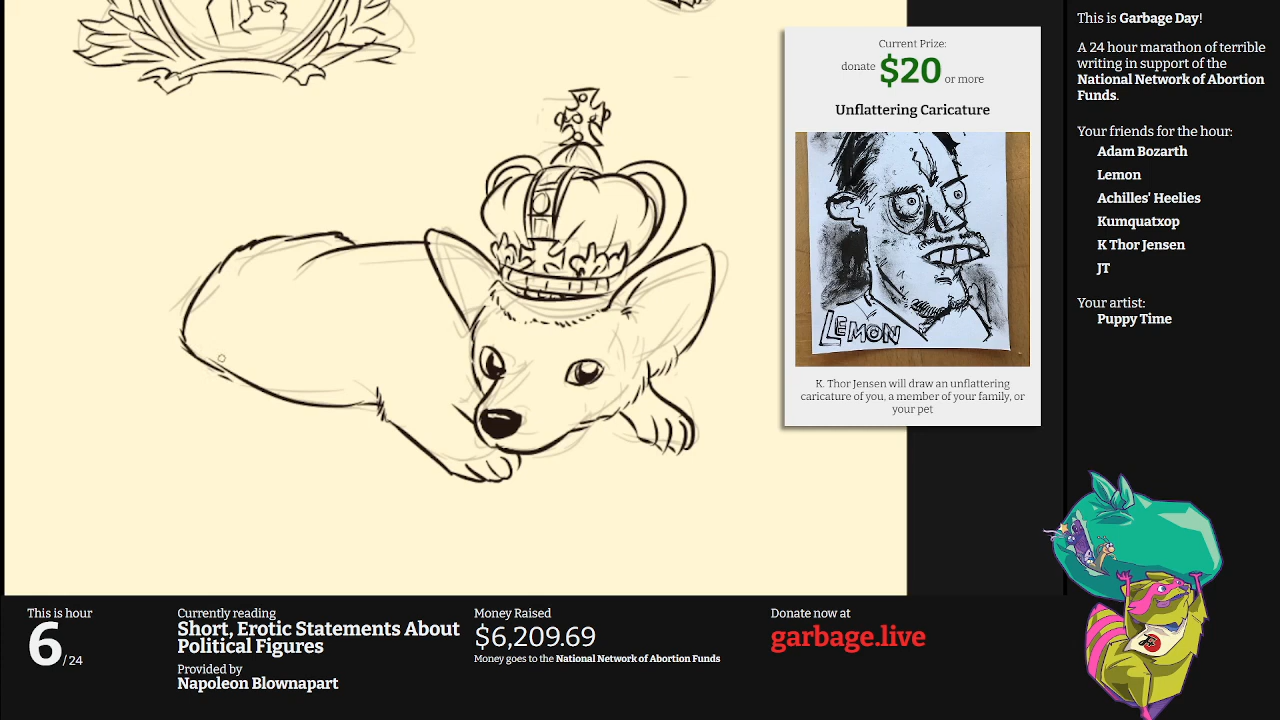 Current Prize:
donate $20 or more
Unflattering Caricature
LEMON
K. Thor Jensen will draw an unflattering
caricature of you, a member of your family, or
your pet
This is Garbage Day!
A 24 hour marathon of terrible
writing in support of the
National Network of Abortion
Funds.
Your friends for the hour:
Adam Bozarth
Lemon
Achilles' Heelies
Kumquatxop
K Thor Jensen
JT
Your artist:
Puppy Time
This is hour
6/24
Currently reading
Short, Erotic Statements About
Political Figures
Provided by
Napoleon Blownapart
Money Raised
$6,209.69
Money goes to the National Network of Abortion Funds
Donate now at
garbage.live